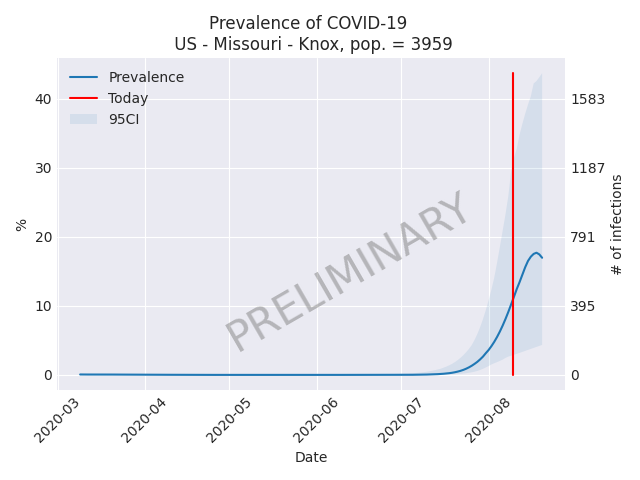 Prevalence of COVID-19
US - Missouri - Knox, pop. = 3959
Prevalence
Today
95CI
40
30
20
10
0
%
1583
1187
791
395
0
# of infections
PRELIMINARY
2020-03
2020-04
2020-05
2020-06
2020-07
2020-08
Date